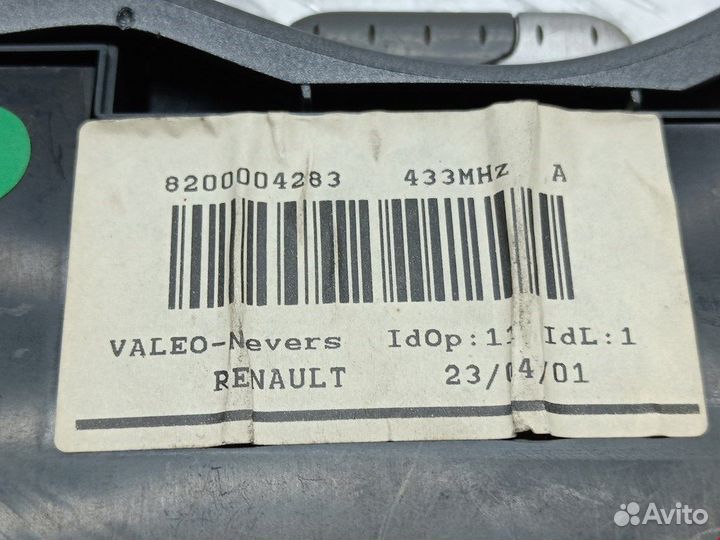 8200004283 433MHz A
VALEO-Nevers IdOp:11 IdL:1
RENAULT 23/04/01
Avito